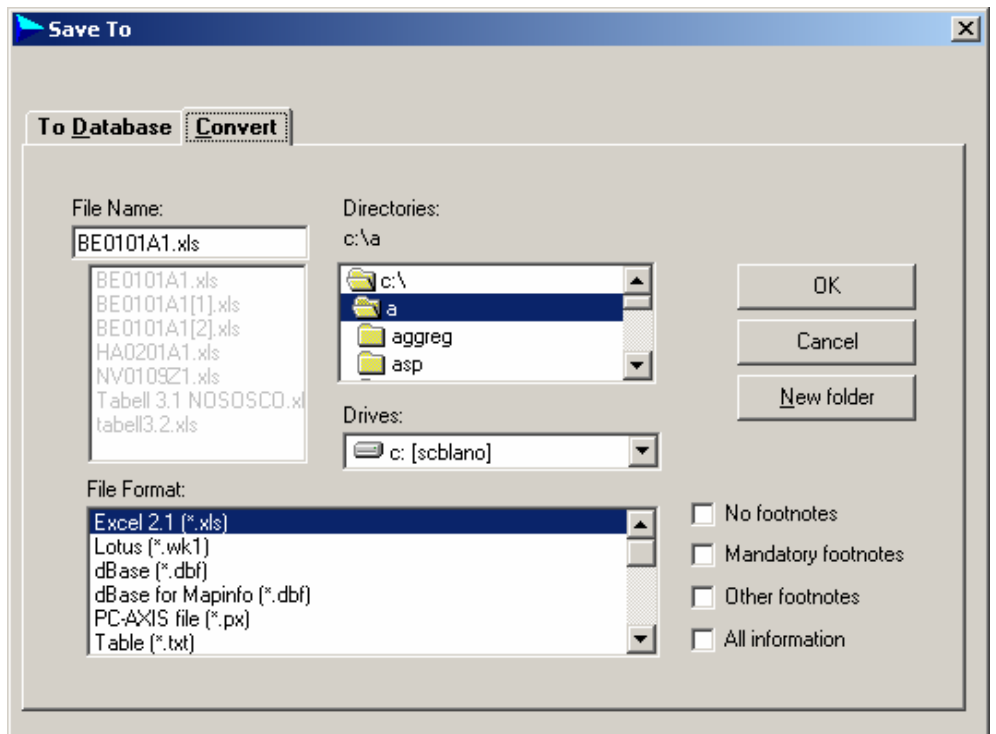 Save To
To Database
Convert
File Name:
BE0101A1.xls
BE0101A1.xls
BE0101A1[1].xls
BE0101A1[2].xls
HA0201A1.xls
NV0109Z1.xls
Tabell 3.1 NOSOSCO.xl
tabell3.2.xls
Directories:
c:\a
c:\
a
aggreg
asp
Drives:
c: [scblano]
OK
Cancel
New folder
File Format:
Excel 2.1 (*.xls)
Lotus (*.wk1)
dBase (*.dbf)
dBase for Mapinfo (*.dbf)
PC-AXIS file (*.px)
Table (*.txt)
No footnotes
Mandatory footnotes
Other footnotes
All information